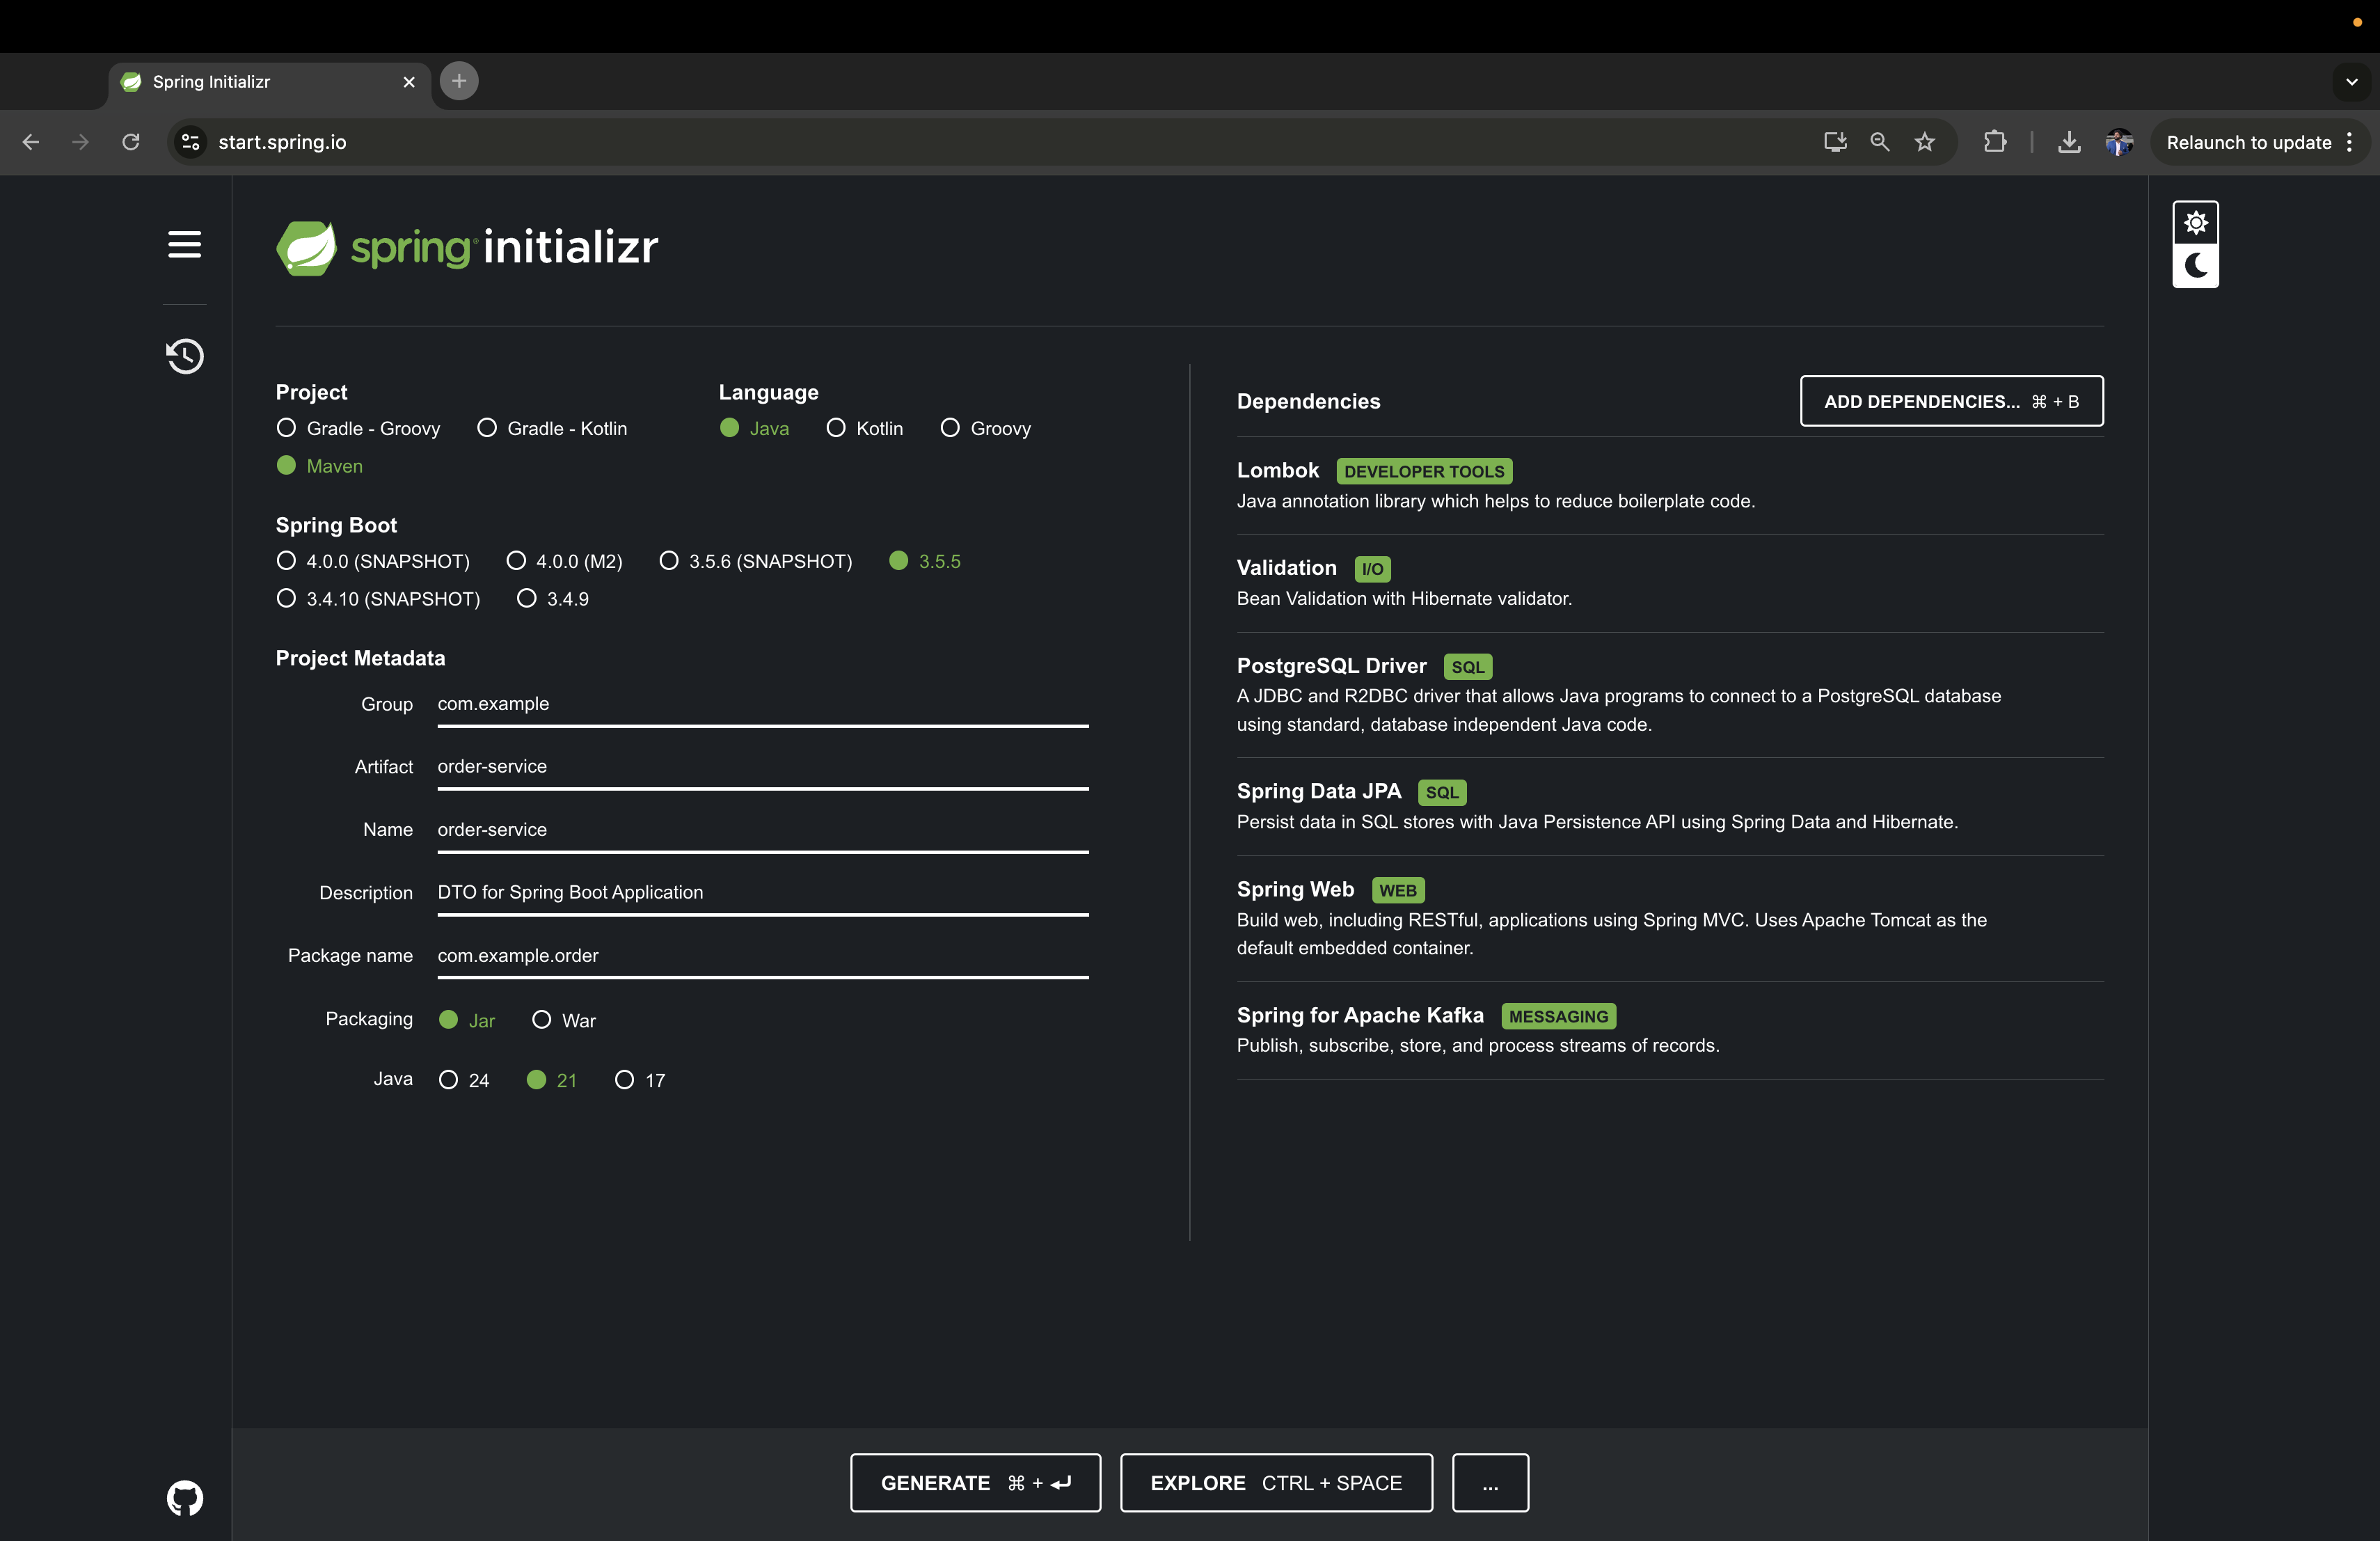 Spring Initializr
start.spring.io
Relaunch to update
spring initializr
Project
Gradle - Groovy Gradle - Kotlin
Maven
Language
Java Kotlin Groovy
Spring Boot
4.0.0 (SNAPSHOT) 4.0.0 (M2) 3.5.6 (SNAPSHOT) 3.5.5
3.4.10 (SNAPSHOT) 3.4.9
Project Metadata
Group com.example
Artifact order-service
Name order-service
Description DTO for Spring Boot Application
Package name com.example.order
Packaging Jar War
Java 24 21 17
Dependencies
ADD DEPENDENCIES... ⌘ + B
Lombok DEVELOPER TOOLS
Java annotation library which helps to reduce boilerplate code.
Validation I/O
Bean Validation with Hibernate validator.
PostgreSQL Driver SQL
A JDBC and R2DBC driver that allows Java programs to connect to a PostgreSQL database
using standard, database independent Java code.
Spring Data JPA SQL
Persist data in SQL stores with Java Persistence API using Spring Data and Hibernate.
Spring Web WEB
Build web, including RESTful, applications using Spring MVC. Uses Apache Tomcat as the
default embedded container.
Spring for Apache Kafka MESSAGING
Publish, subscribe, store, and process streams of records.
GENERATE ⌘ + ⏎
EXPLORE CTRL + SPACE
...